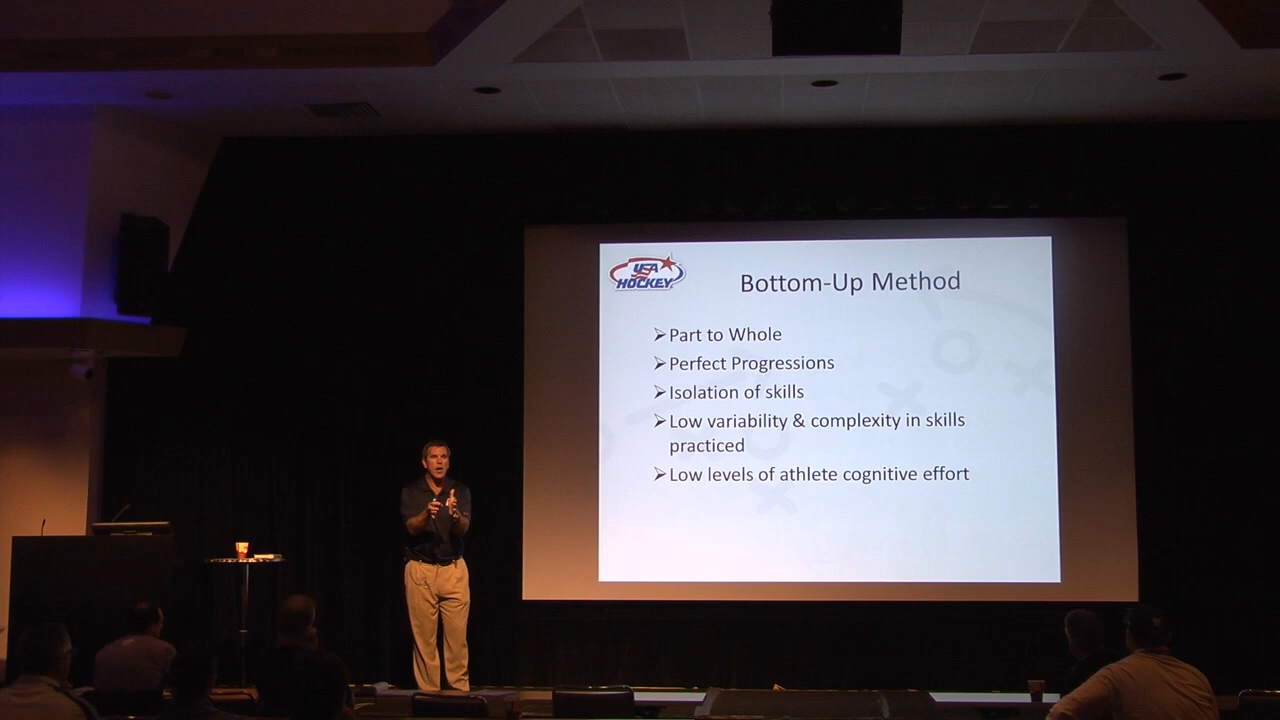 USA
HOCKEY
Bottom-Up Method
➢Part to Whole
➢Perfect Progressions
➢Isolation of skills
➢Low variability & complexity in skills
practiced
➢Low levels of athlete cognitive effort